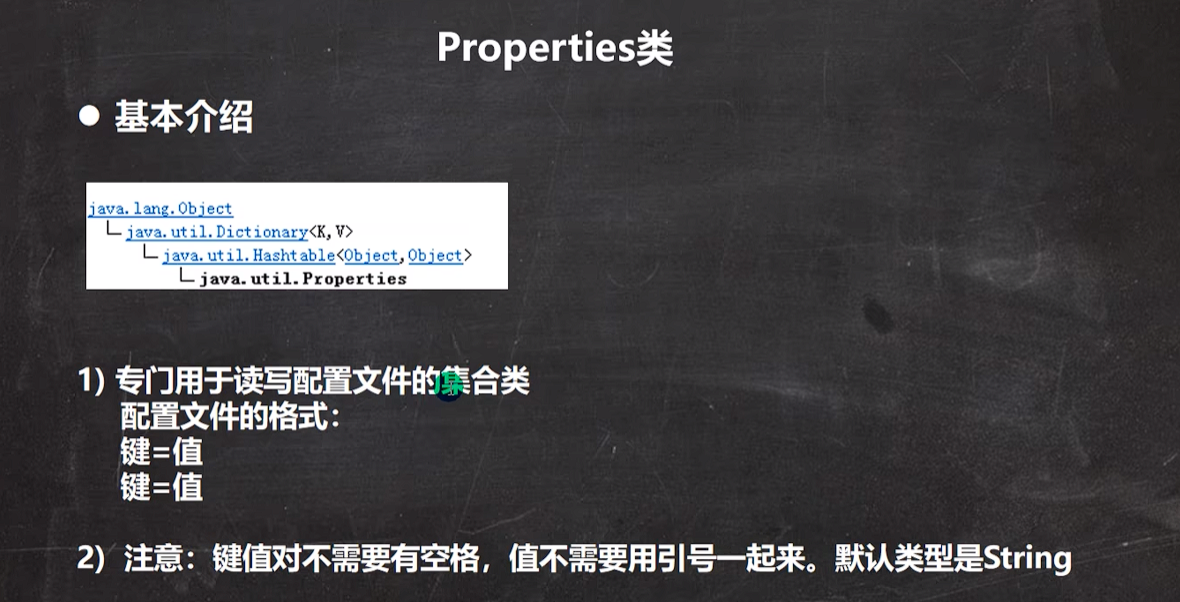 Properties类
● 基本介绍
java.lang.Object
java.util.Dictionary<K,V>
java.util.Hashtable<Object,Object>
java.util.Properties
1) 专门用于读写配置文件的集合类
配置文件的格式：
键=值
键=值
2) 注意：键值对不需要有空格，值不需要用引号一起来。默认类型是String